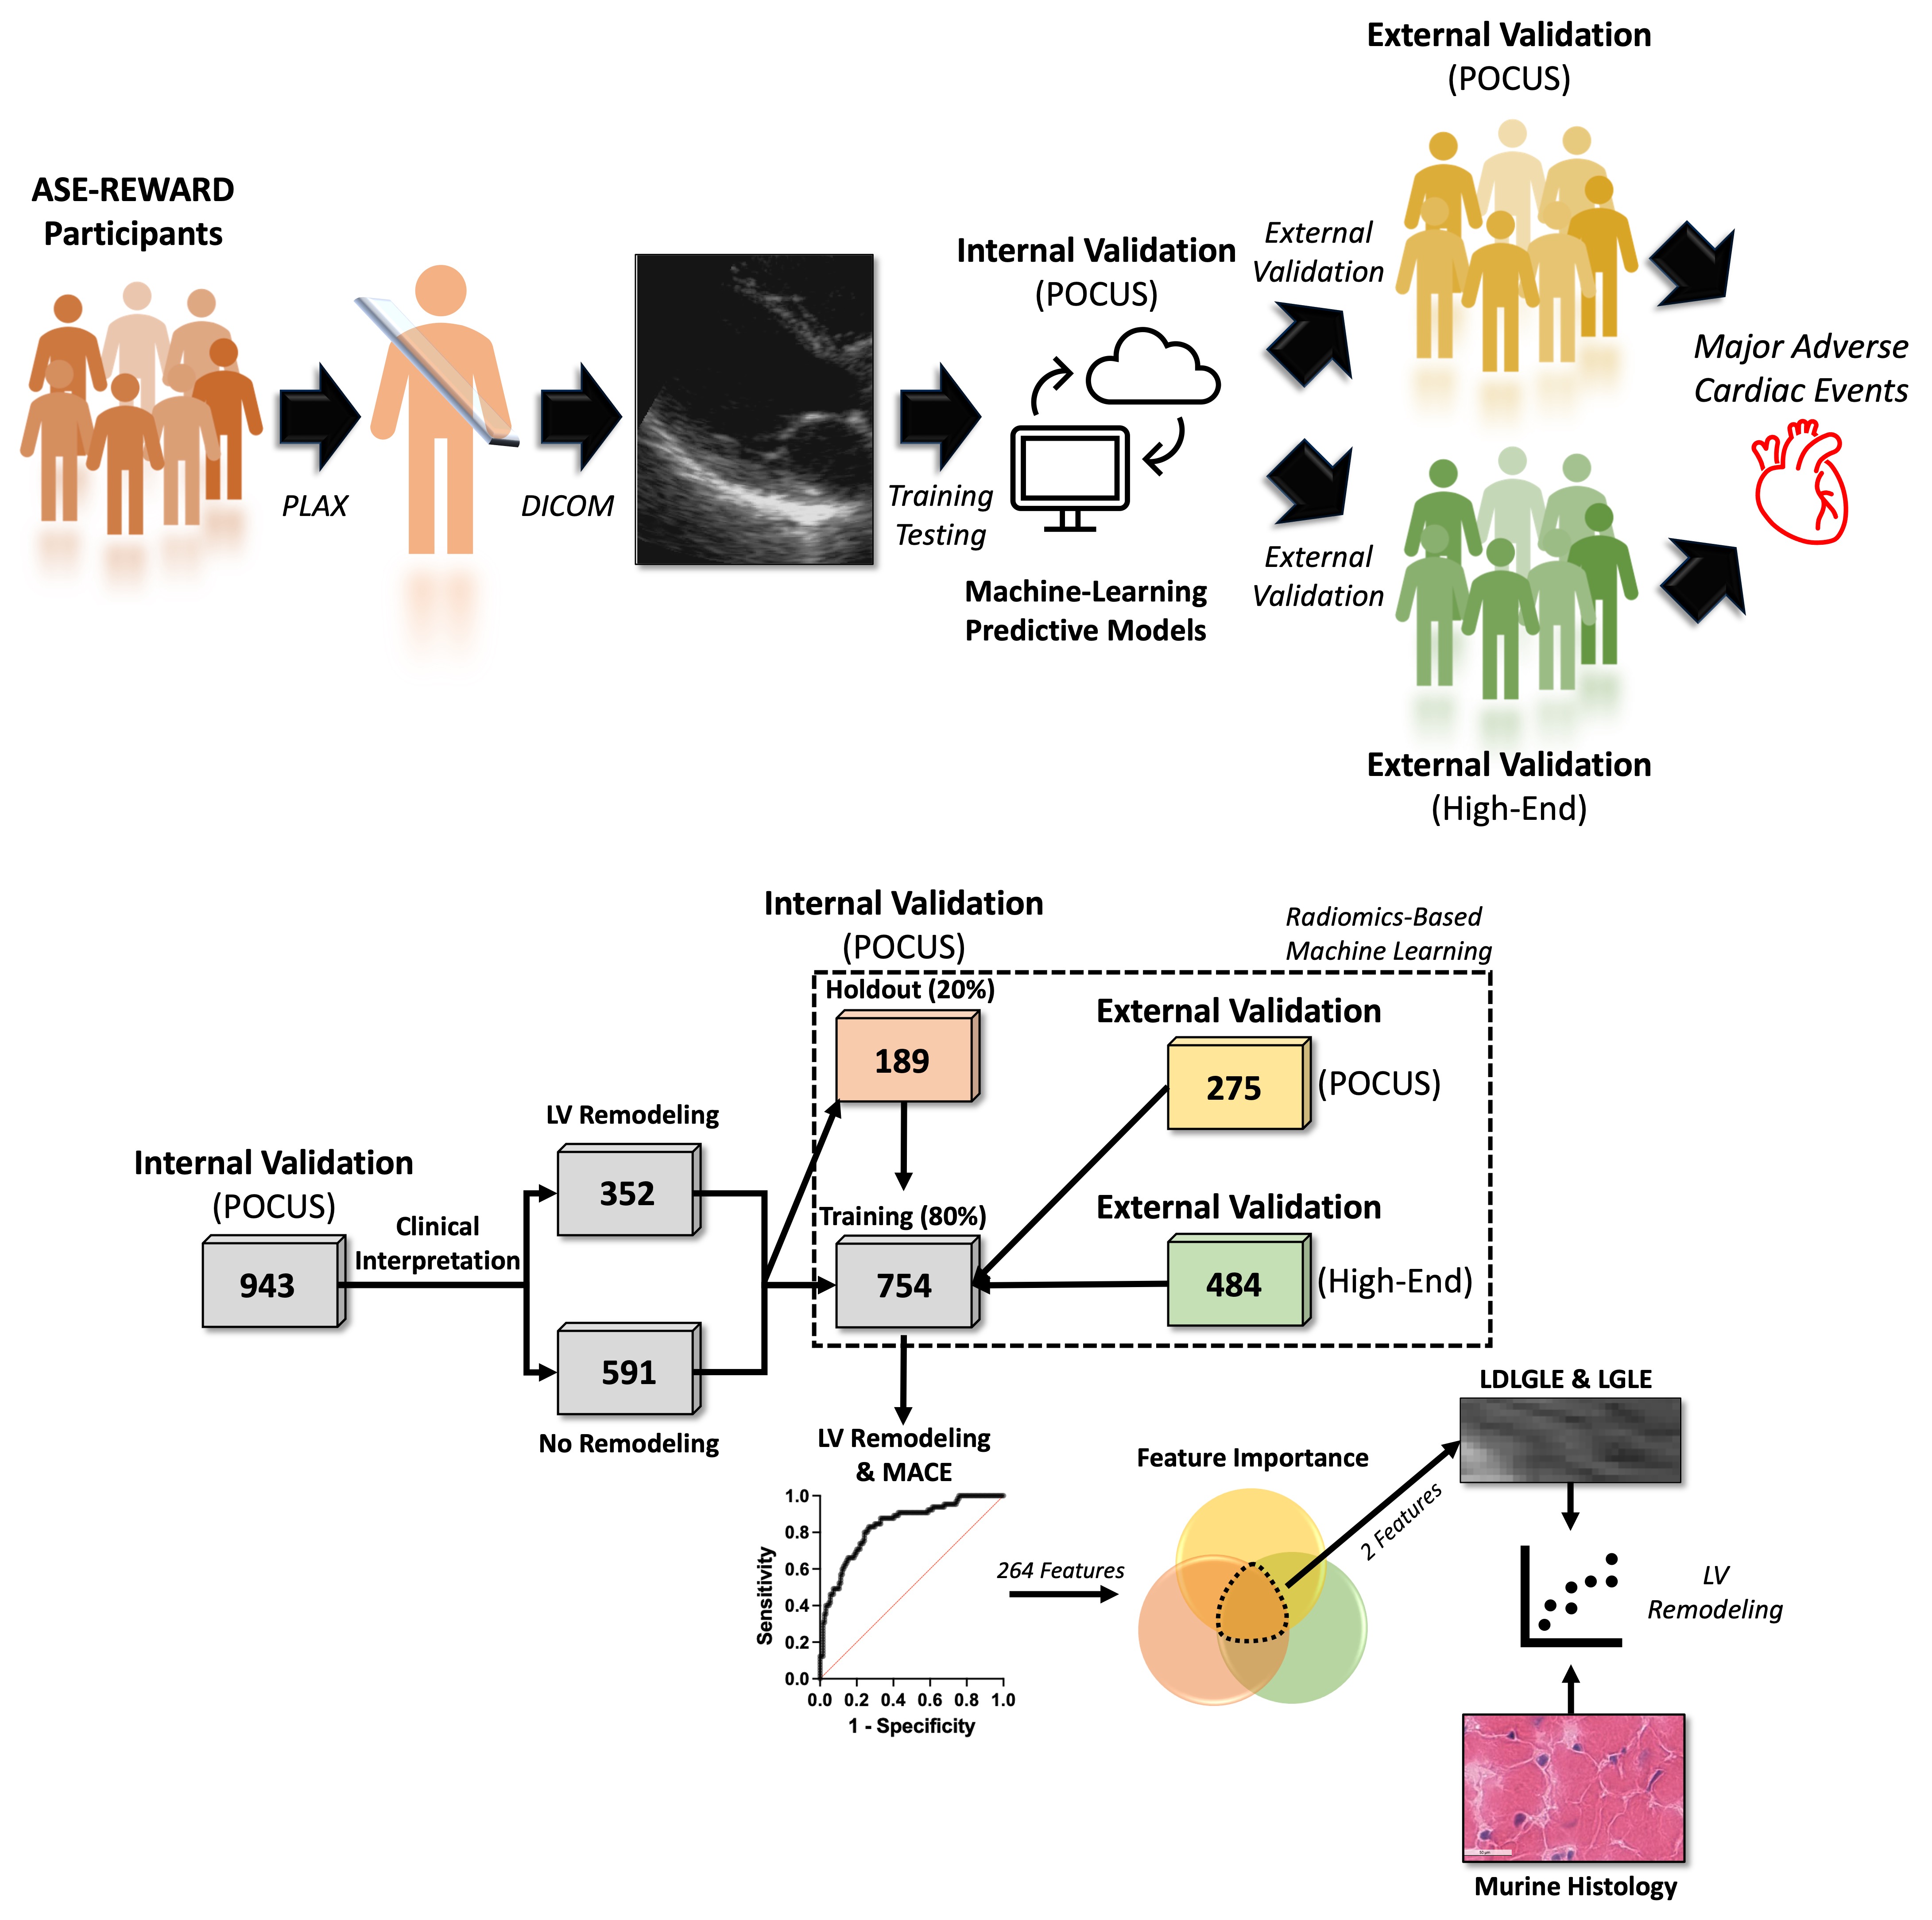 External Validation
(POCUS)
ASE-REWARD
Participants
Internal Validation
(POCUS)
External
Validation
Major Adverse
Cardiac Events
PLAX
DICOM
Training
Testing
External
Validation
Machine-Learning
Predictive Models
External Validation
(High-End)
Internal Validation
(POCUS)
Radiomics-Based
Machine Learning
Holdout (20%)
189
External Validation
275
(POCUS)
LV Remodeling
352
Internal Validation
(POCUS)
943
Clinical
Interpretation
Training (80%)
754
External Validation
484
(High-End)
591
No Remodeling
LV Remodeling
& MACE
1.0
0.8
0.6
0.4
0.2
0.0
Sensitivity
0.0 0.2 0.4 0.6 0.8 1.0
1 - Specificity
264 Features
Feature Importance
2 Features
LDLGLE & LGLE
LV
Remodeling
Murine Histology